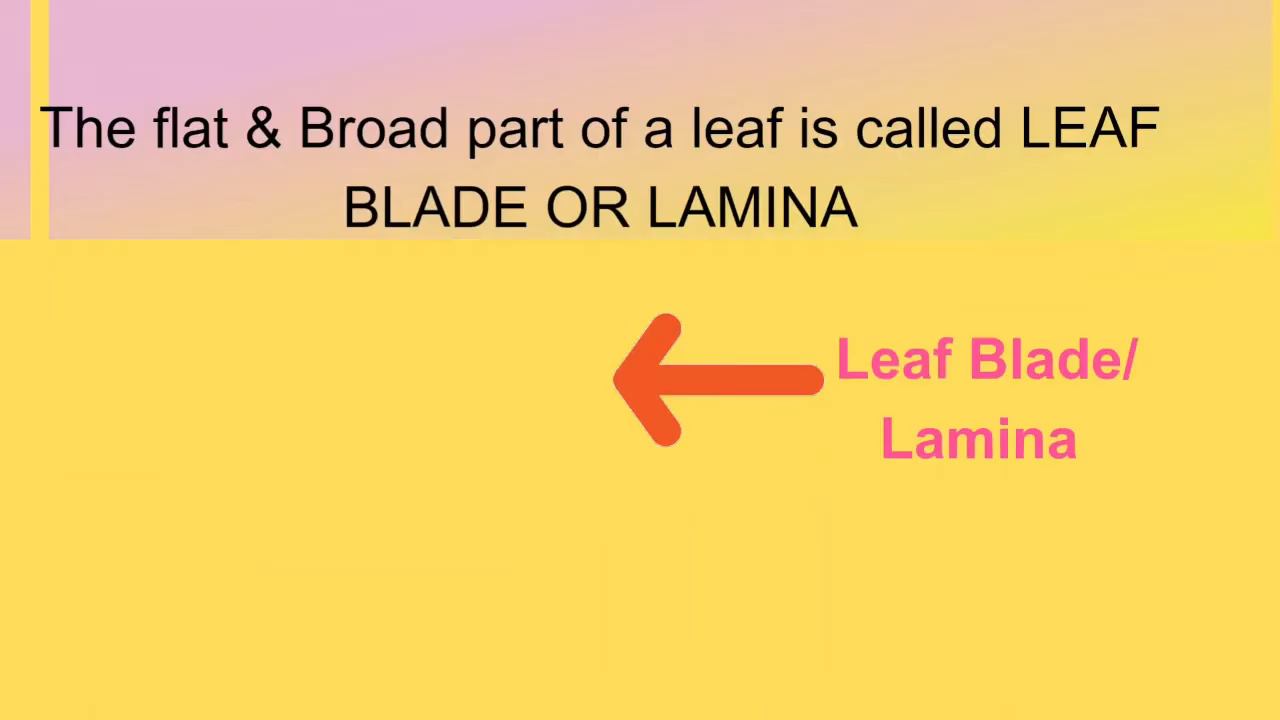 The flat & Broad part of a leaf is called LEAF
BLADE OR LAMINA
Leaf Blade/
Lamina